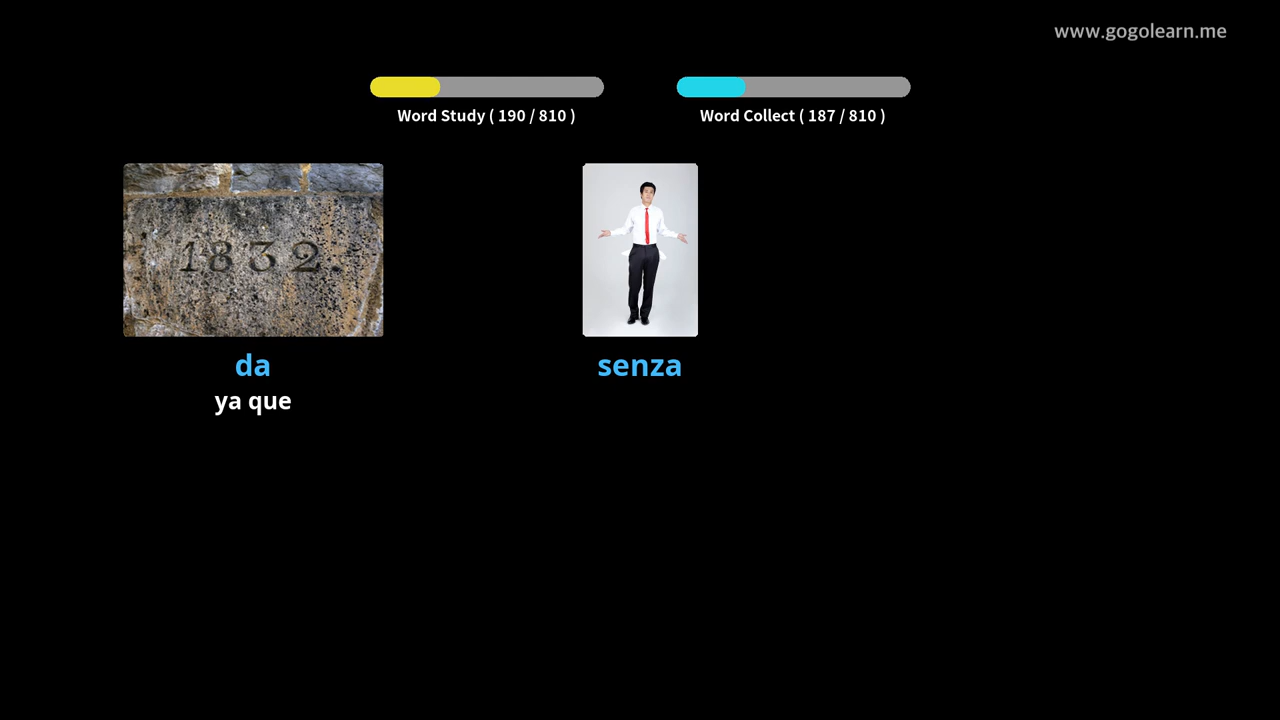 www.gogolearn.me
Word Study ( 190 / 810 )
Word Collect ( 187 / 810 )
1832.
da
senza
ya que